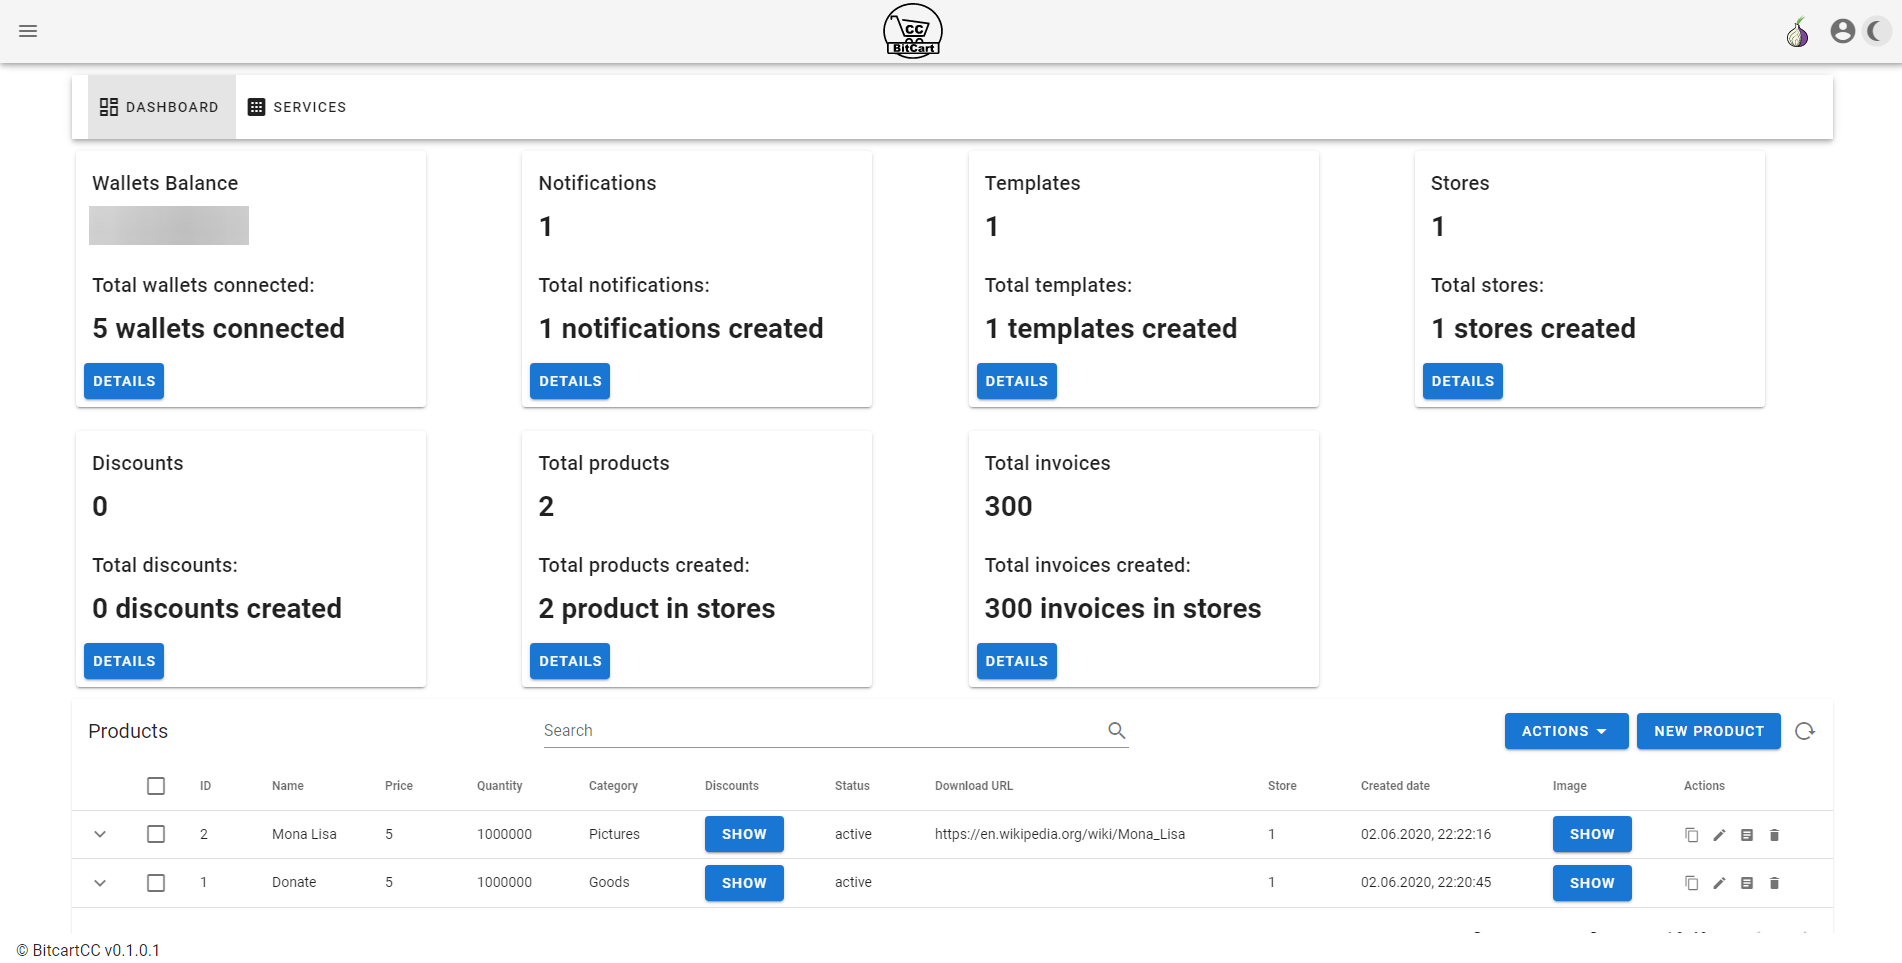 CC
BitCart
DASHBOARD SERVICES
Wallets Balance
Total wallets connected:
5 wallets connected
DETAILS
Notifications
1
Total notifications:
1 notifications created
DETAILS
Templates
1
Total templates:
1 templates created
DETAILS
Stores
1
Total stores:
1 stores created
DETAILS
Discounts
0
Total discounts:
0 discounts created
DETAILS
Total products
2
Total products created:
2 product in stores
DETAILS
Total invoices
300
Total invoices created:
300 invoices in stores
DETAILS
Products Search ACTIONS NEW PRODUCT
ID Name Price Quantity Category Discounts Status Download URL Store Created date Image Actions
2 Mona Lisa 5 1000000 Pictures SHOW active https://en.wikipedia.org/wiki/Mona_Lisa 1 02.06.2020, 22:22:16 SHOW
1 Donate 5 1000000 Goods SHOW active 1 02.06.2020, 22:20:45 SHOW
© BitcartCC v0.1.0.1